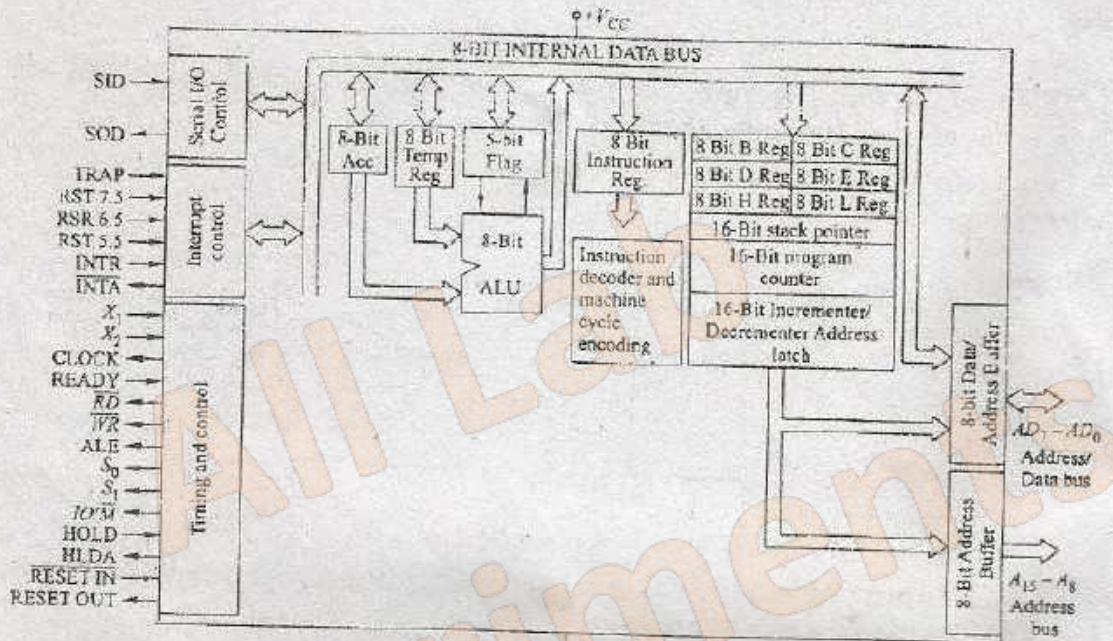 +V_CC
8-BIT INTERNAL DATA BUS
SID
SOD
Serial I/O
Control
TRAP
RST 7.5
RSR 6.5
RST 5.5
INTR
INTA
Interrupt
control
X1
X2
CLOCK
READY
RD
WR
ALE
S0
S1
IO/M
HOLD
HLDA
RESET IN
RESET OUT
Timing and control
8-Bit
Acc
8 Bit
Temp
Reg
5-bit
Flag
8-Bit
ALU
8 Bit
Instruction
Reg.
Instruction
decoder and
machine
cycle
encoding
8 Bit B Reg 8 Bit C Reg
8 Bit D Reg 8 Bit E Reg
8 Bit H Reg 8 Bit L Reg
16-Bit stack pointer
16-Bit program
counter
16-Bit Incrementer/
Decrementer Address
latch
8-bit Data/
Address Buffer
AD7 – AD0
Address/
Data bus
8-Bit Address
Buffer
A15 – A8
Address
bus
All Lab